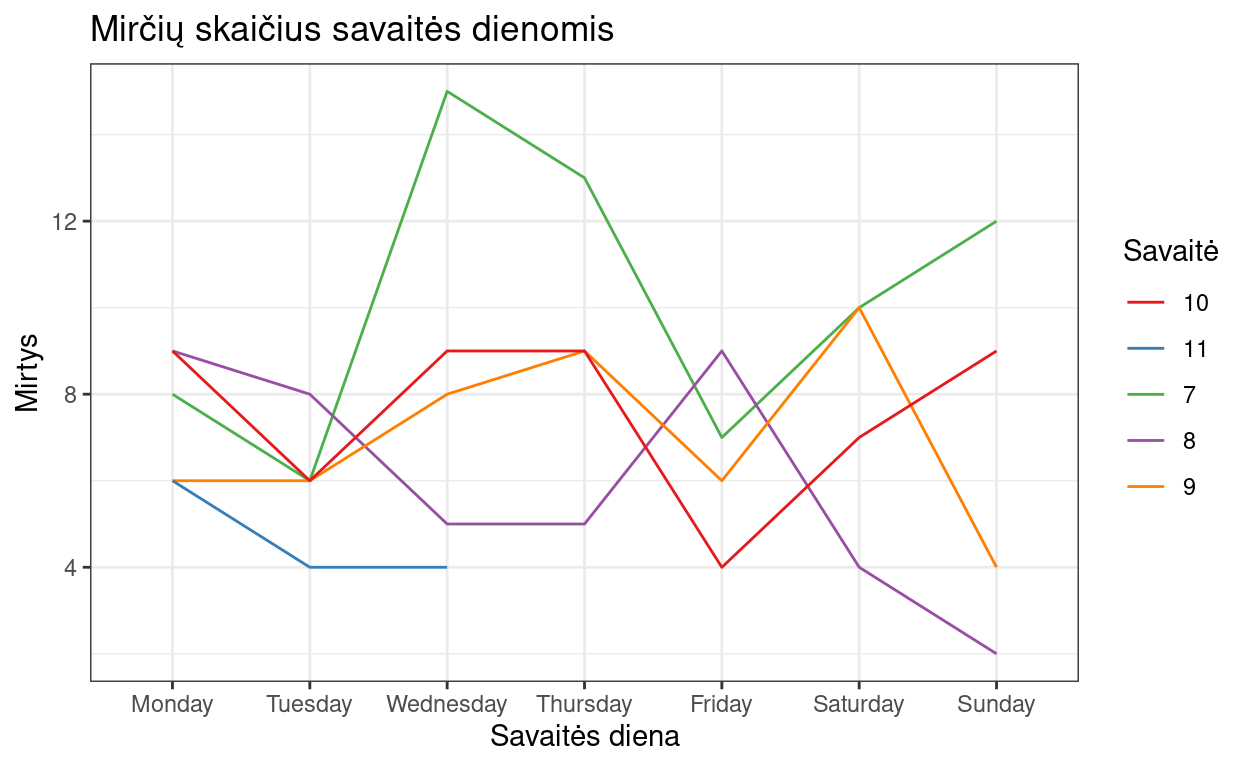 Mirčių skaičius savaitės dienomis
Mirtys
12
8
4
Monday Tuesday Wednesday Thursday Friday Saturday Sunday
Savaitės diena
Savaitė
10
11
7
8
9